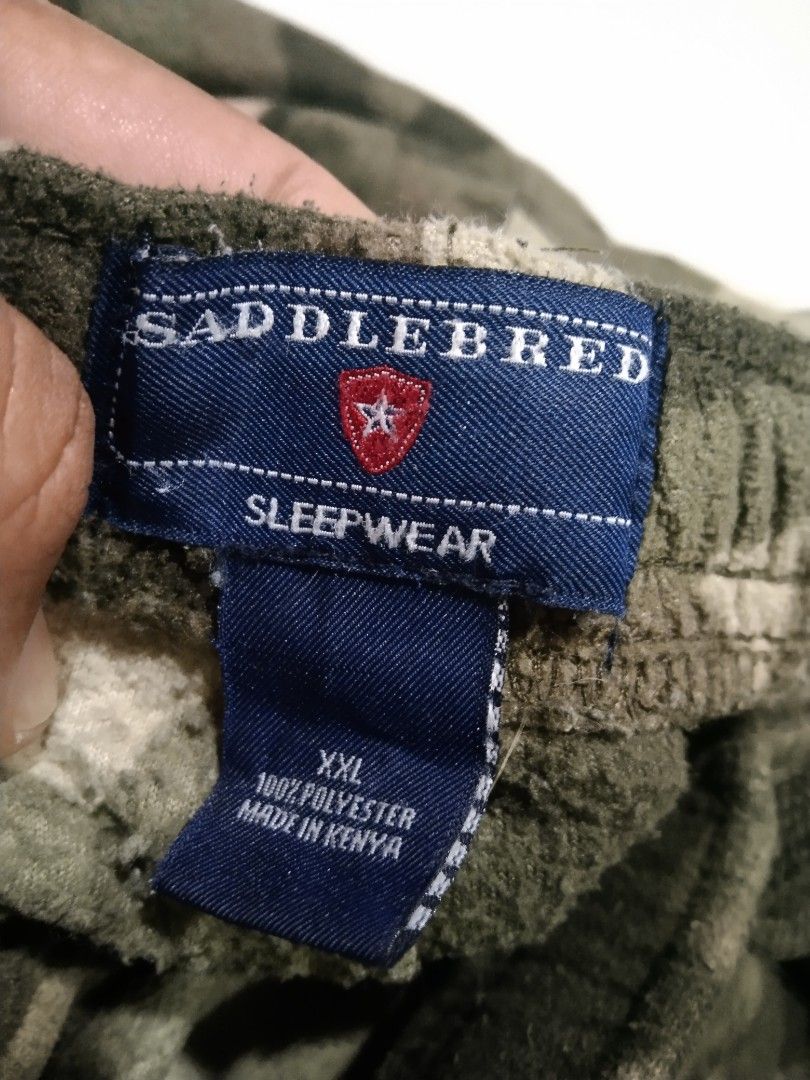 SADDLEBRED
SLEEPWEAR
XXL
100% POLYESTER
MADE IN KENYA